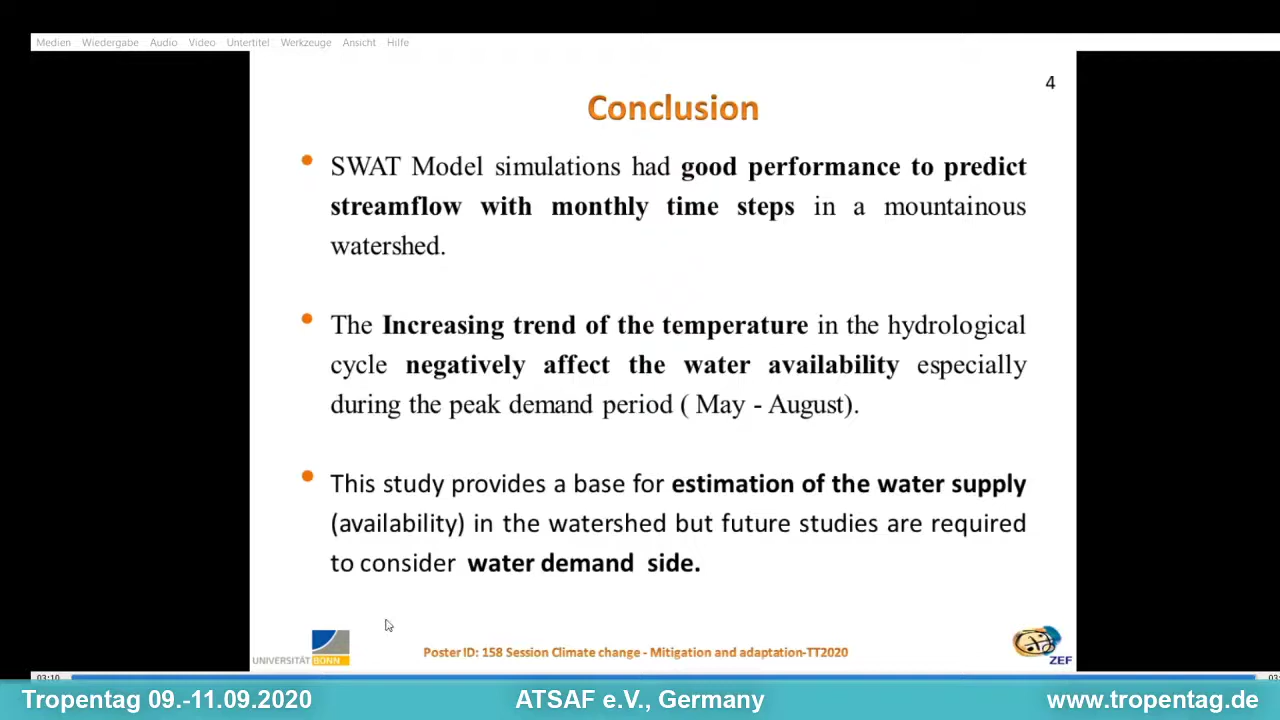 Medien Wiedergabe Audio Video Untertitel Werkzeuge Ansicht Hilfe
4
Conclusion
• SWAT Model simulations had good performance to predict
streamflow with monthly time steps in a mountainous
watershed.
• The Increasing trend of the temperature in the hydrological
cycle negatively affect the water availability especially
during the peak demand period ( May - August).
• This study provides a base for estimation of the water supply
(availability) in the watershed but future studies are required
to consider water demand side.
UNIVERSITÄT BONN
Poster ID: 158 Session Climate change - Mitigation and adaptation-TT2020
ZEF
03:10
Tropentag 09.-11.09.2020 ATSAF e.V., Germany www.tropentag.de